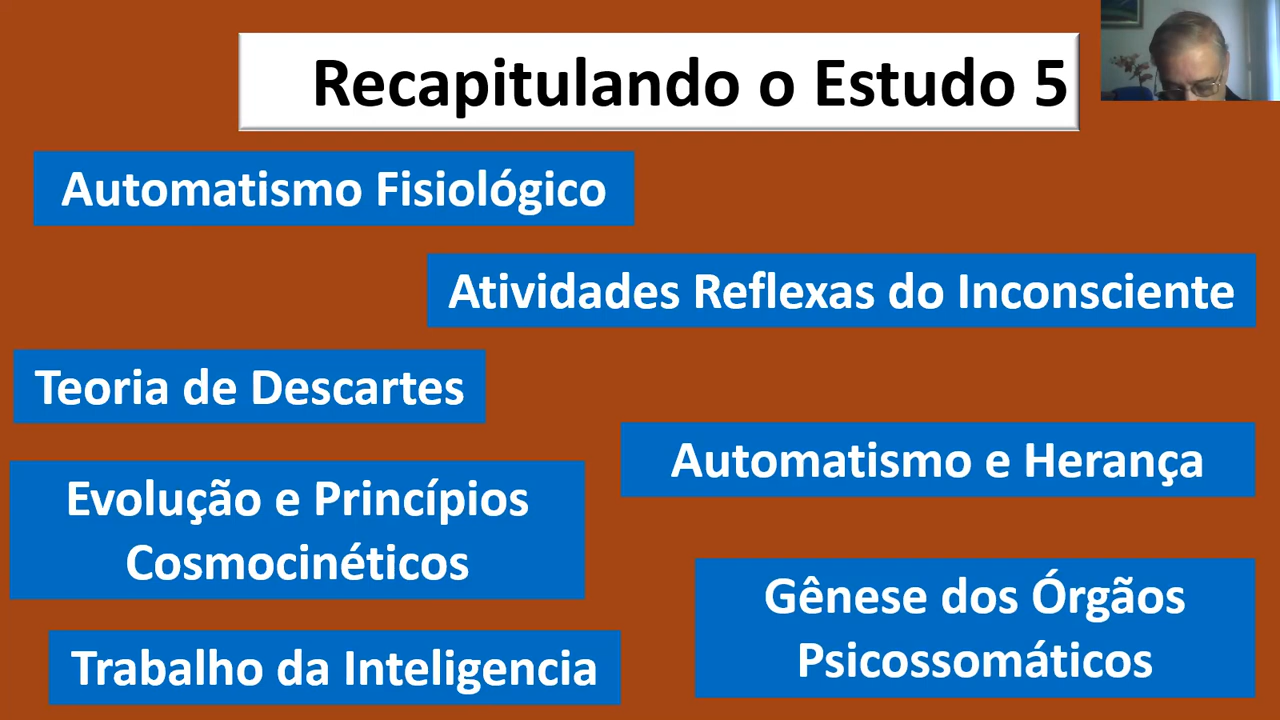 Recapitulando o Estudo 5
Automatismo Fisiológico
Atividades Reflexas do Inconsciente
Teoria de Descartes
Automatismo e Herança
Evolução e Princípios
Cosmocinéticos
Gênese dos Órgãos
Psicossomáticos
Trabalho da Inteligencia